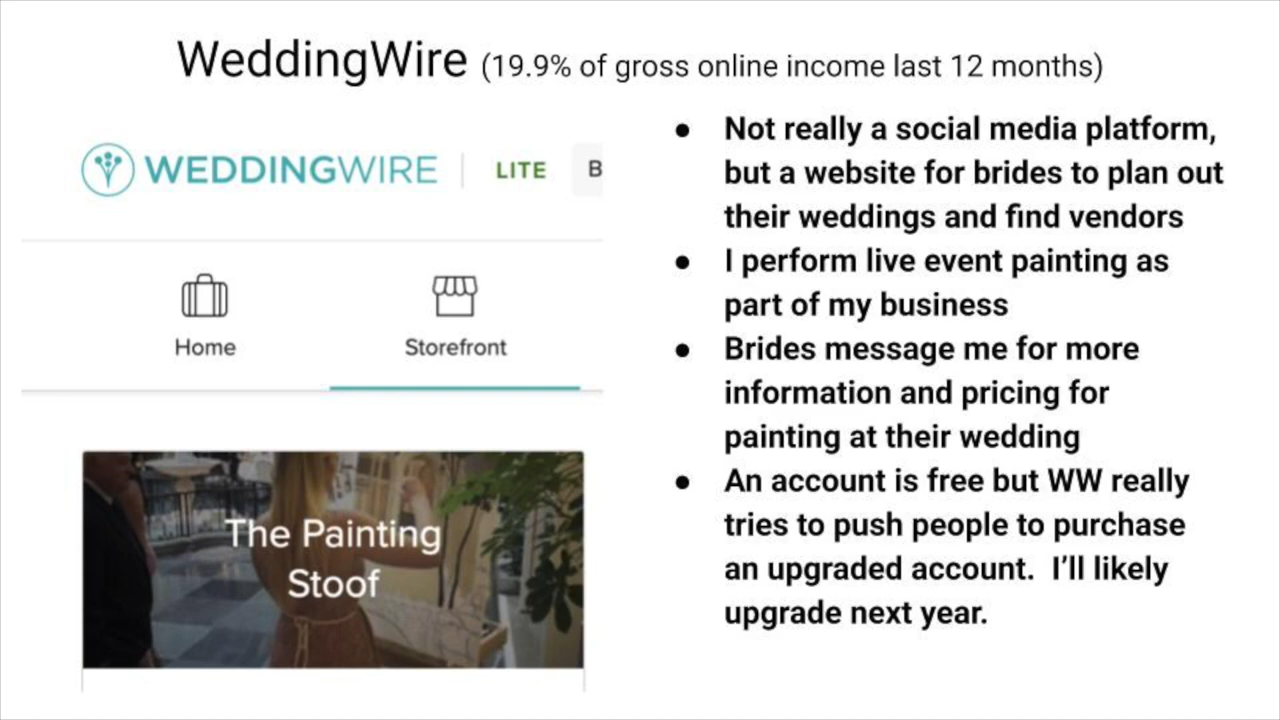 WeddingWire (19.9% of gross online income last 12 months)
WEDDINGWIRE LITE B
Home Storefront
The Painting
Stoof
● Not really a social media platform,
but a website for brides to plan out
their weddings and find vendors
● I perform live event painting as
part of my business
● Brides message me for more
information and pricing for
painting at their wedding
● An account is free but WW really
tries to push people to purchase
an upgraded account.  I’ll likely
upgrade next year.